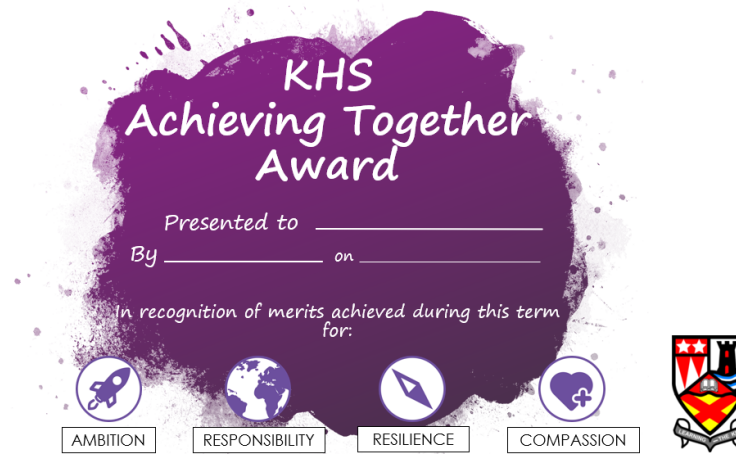 KHS
Achieving Together
Award
Presented to
By on
In recognition of merits achieved during this term
for:
AMBITION
RESPONSIBILITY
RESILIENCE
COMPASSION
LEARNING